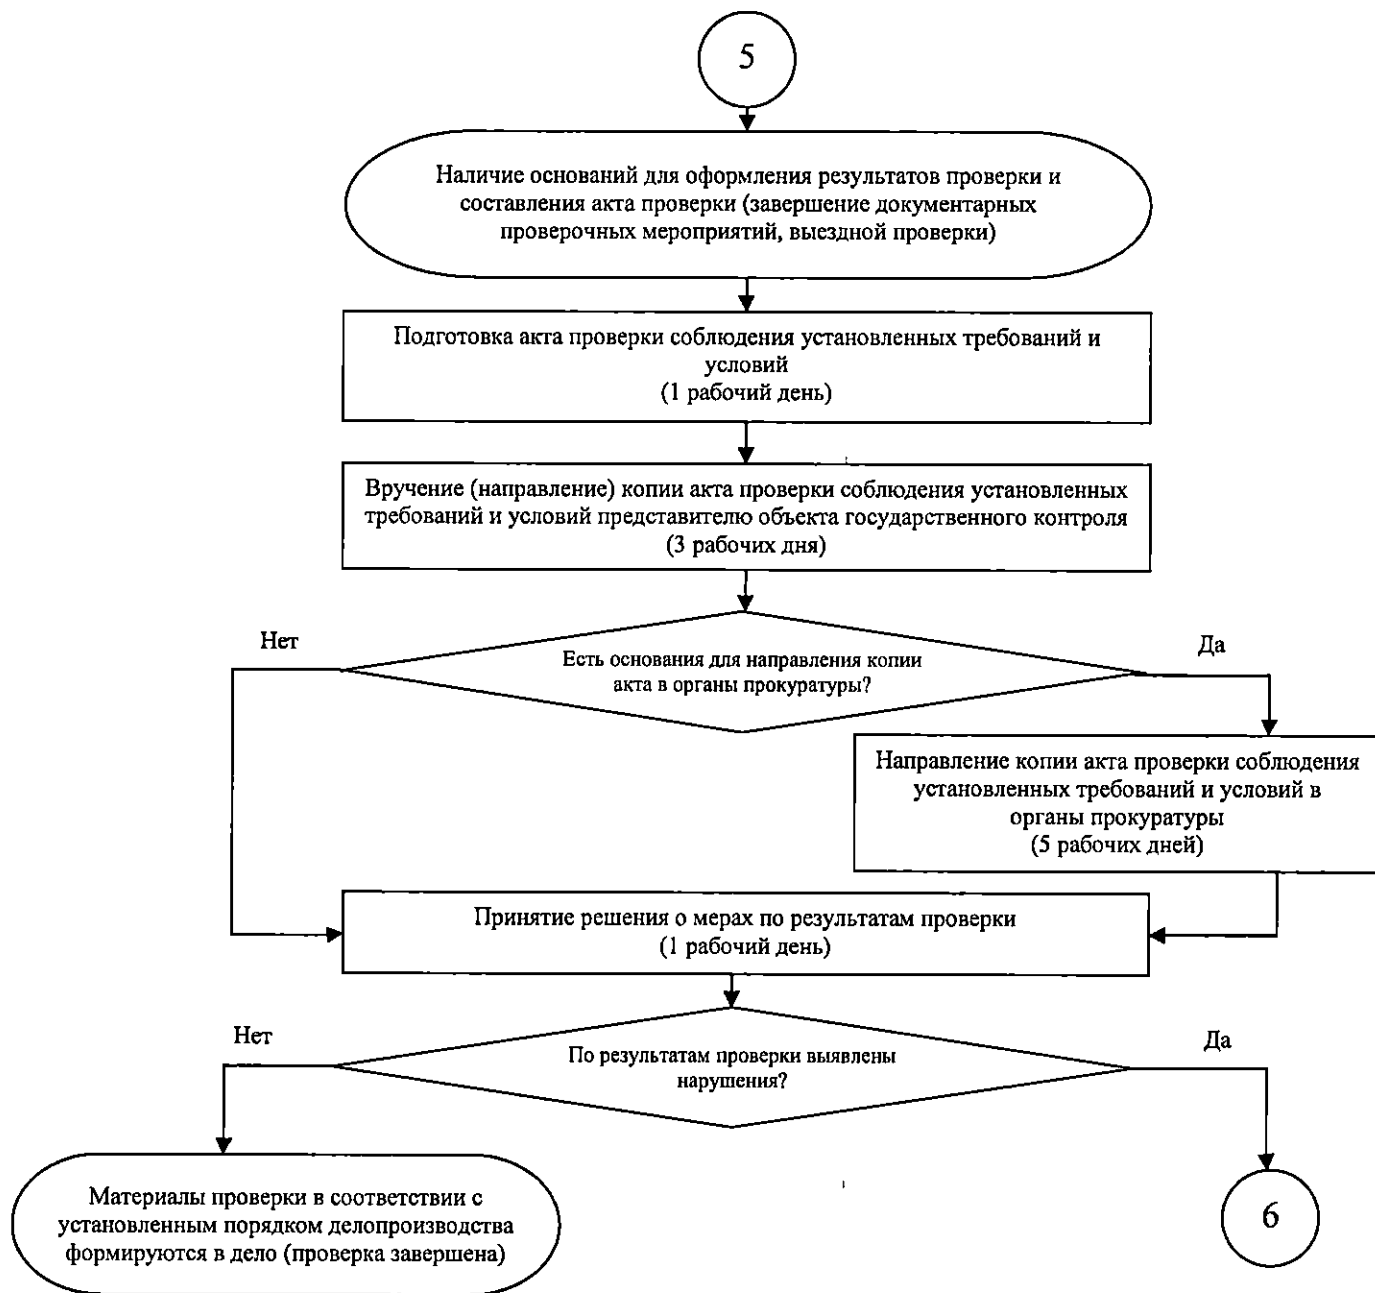 5
Наличие оснований для оформления результатов проверки и
составления акта проверки (завершение документарных
проверочных мероприятий, выездной проверки)
Подготовка акта проверки соблюдения установленных требований и
условий
(1 рабочий день)
Вручение (направление) копии акта проверки соблюдения установленных
требований и условий представителю объекта государственного контроля
(3 рабочих дня)
Нет
Да
Есть основания для направления копии
акта в органы прокуратуры?
Направление копии акта проверки соблюдения
установленных требований и условий в
органы прокуратуры
(5 рабочих дней)
Принятие решения о мерах по результатам проверки
(1 рабочий день)
Нет
Да
По результатам проверки выявлены
нарушения?
Материалы проверки в соответствии с
установленным порядком делопроизводства
формируются в дело (проверка завершена)
6